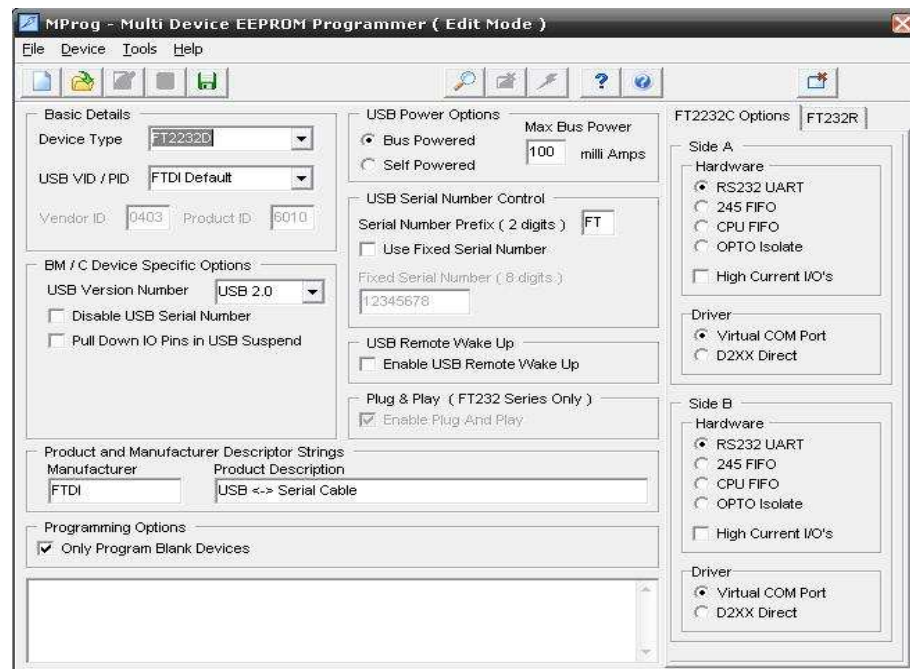 MProg - Multi Device EEPROM Programmer ( Edit Mode )
File Device Tools Help
Basic Details
Device Type FT2232D
USB VID / PID FTDI Default
Vendor ID 0403 Product ID 6010
BM / C Device Specific Options
USB Version Number USB 2.0
Disable USB Serial Number
Pull Down IO Pins in USB Suspend
USB Power Options
Bus Powered
Self Powered
Max Bus Power
100 milli Amps
USB Serial Number Control
Serial Number Prefix ( 2 digits ) FT
Use Fixed Serial Number
Fixed Serial Number ( 8 digits )
12345678
USB Remote Wake Up
Enable USB Remote Wake Up
Plug & Play ( FT232 Series Only )
Enable Plug And Play
Product and Manufacturer Descriptor Strings
Manufacturer Product Description
FTDI USB <-> Serial Cable
Programming Options
Only Program Blank Devices
FT2232C Options FT232R
Side A
Hardware
RS232 UART
245 FIFO
CPU FIFO
OPTO Isolate
High Current I/O's
Driver
Virtual COM Port
D2XX Direct
Side B
Hardware
RS232 UART
245 FIFO
CPU FIFO
OPTO Isolate
High Current I/O's
Driver
Virtual COM Port
D2XX Direct